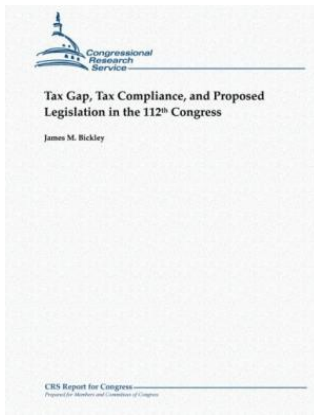 Congressional
Research
Service
Tax Gap, Tax Compliance, and Proposed
Legislation in the 112th Congress
James M. Bickley
CRS Report for Congress
Prepared for Members and Committees of Congress